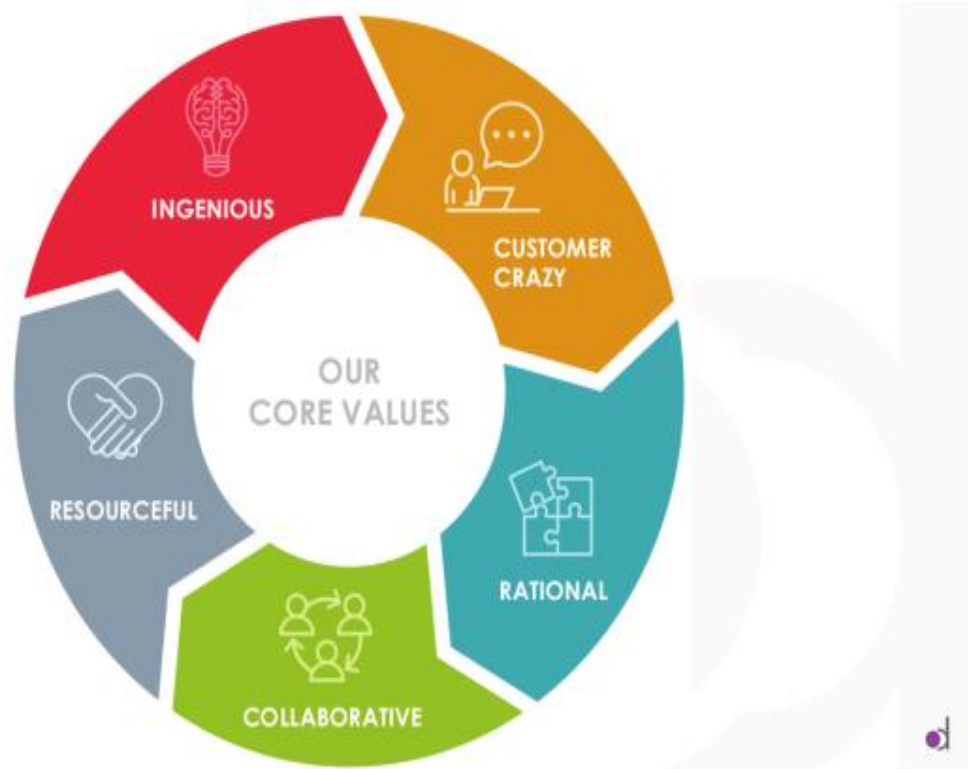 INGENIOUS
CUSTOMER
CRAZY
OUR
CORE VALUES
RESOURCEFUL
RATIONAL
COLLABORATIVE